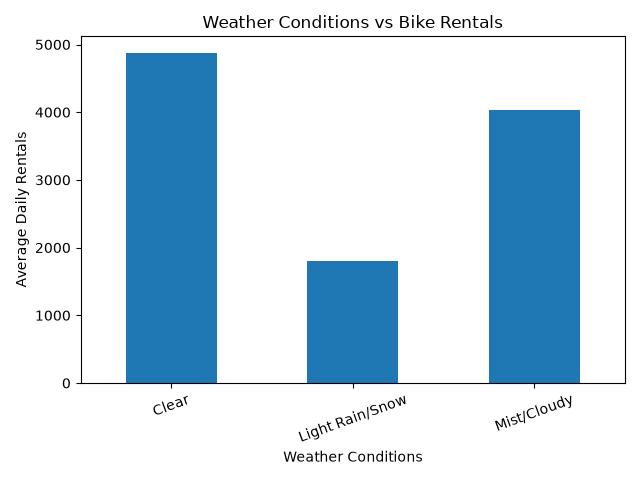 Weather Conditions vs Bike Rentals
Average Daily Rentals
5000
4000
3000
2000
1000
0
Clear
Light Rain/Snow
Mist/Cloudy
Weather Conditions